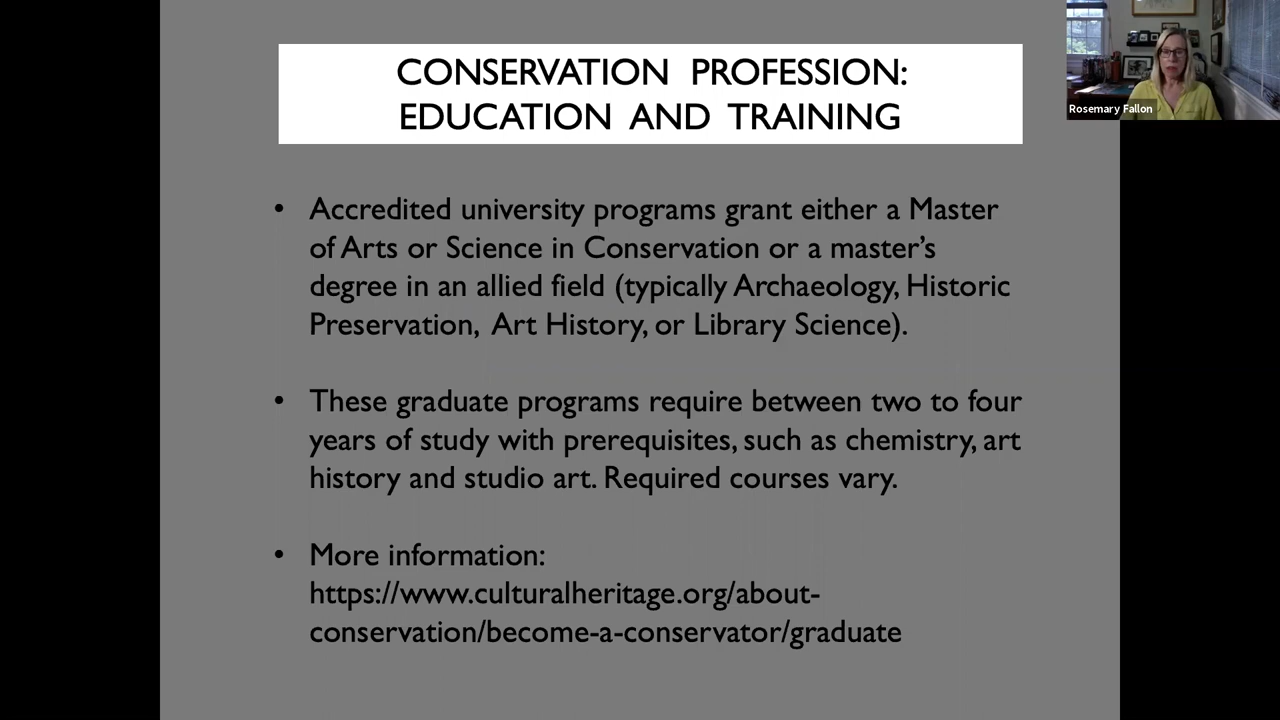 CONSERVATION PROFESSION:
EDUCATION AND TRAINING
Rosemary Fallon
• Accredited university programs grant either a Master
of Arts or Science in Conservation or a master’s
degree in an allied field (typically Archaeology, Historic
Preservation, Art History, or Library Science).
• These graduate programs require between two to four
years of study with prerequisites, such as chemistry, art
history and studio art. Required courses vary.
• More information:
https://www.culturalheritage.org/about-
conservation/become-a-conservator/graduate